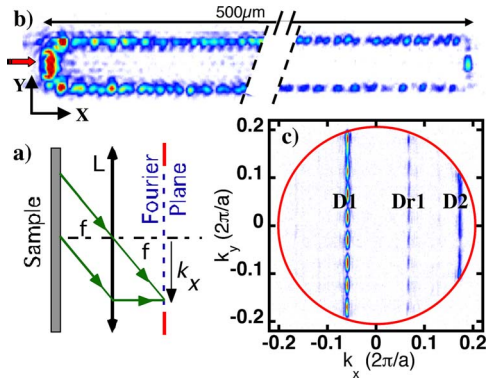 b)
500μm
Y
X
a)
L
Sample
f
f
Fourier
Plane
k_x
c)
D1
Dr1
D2
k_y (2π/a)
0.2
0.1
0
-0.1
-0.2
-0.2 -0.1 0 0.1 0.2
k_x (2π/a)